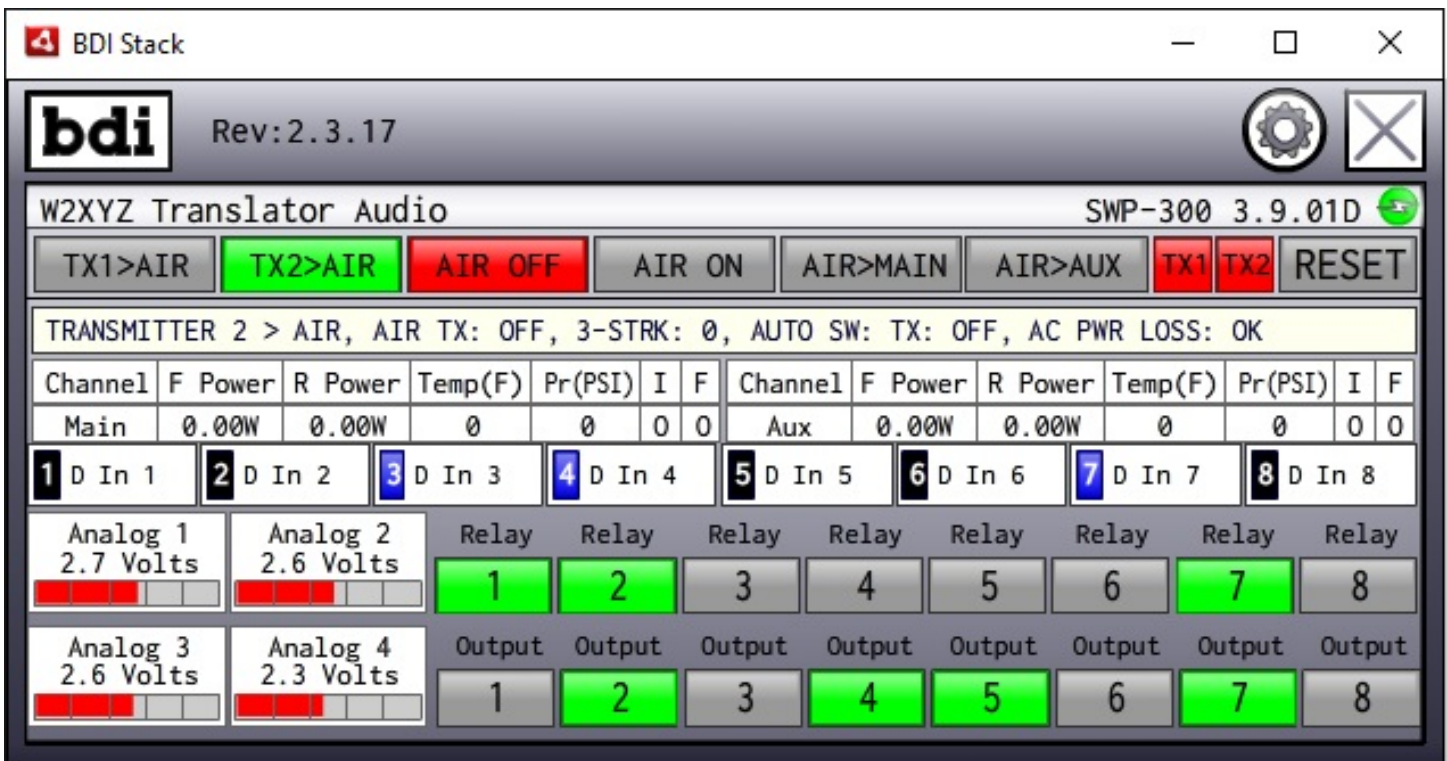 BDI Stack
bdi Rev:2.3.17
W2XYZ Translator Audio SWP-300 3.9.01D
TX1>AIR TX2>AIR AIR OFF AIR ON AIR>MAIN AIR>AUX TX1 TX2 RESET
TRANSMITTER 2 > AIR, AIR TX: OFF, 3-STRK: 0, AUTO SW: TX: OFF, AC PWR LOSS: OK
Channel F Power R Power Temp(F) Pr(PSI) I F Channel F Power R Power Temp(F) Pr(PSI) I F
Main 0.00W 0.00W 0 0 O O Aux 0.00W 0.00W 0 0 O O
1 D In 1 2 D In 2 3 D In 3 4 D In 4 5 D In 5 6 D In 6 7 D In 7 8 D In 8
Analog 1 Analog 2 Relay Relay Relay Relay Relay Relay Relay Relay
2.7 Volts 2.6 Volts
1 2 3 4 5 6 7 8
Analog 3 Analog 4 Output Output Output Output Output Output Output Output
2.6 Volts 2.3 Volts
1 2 3 4 5 6 7 8